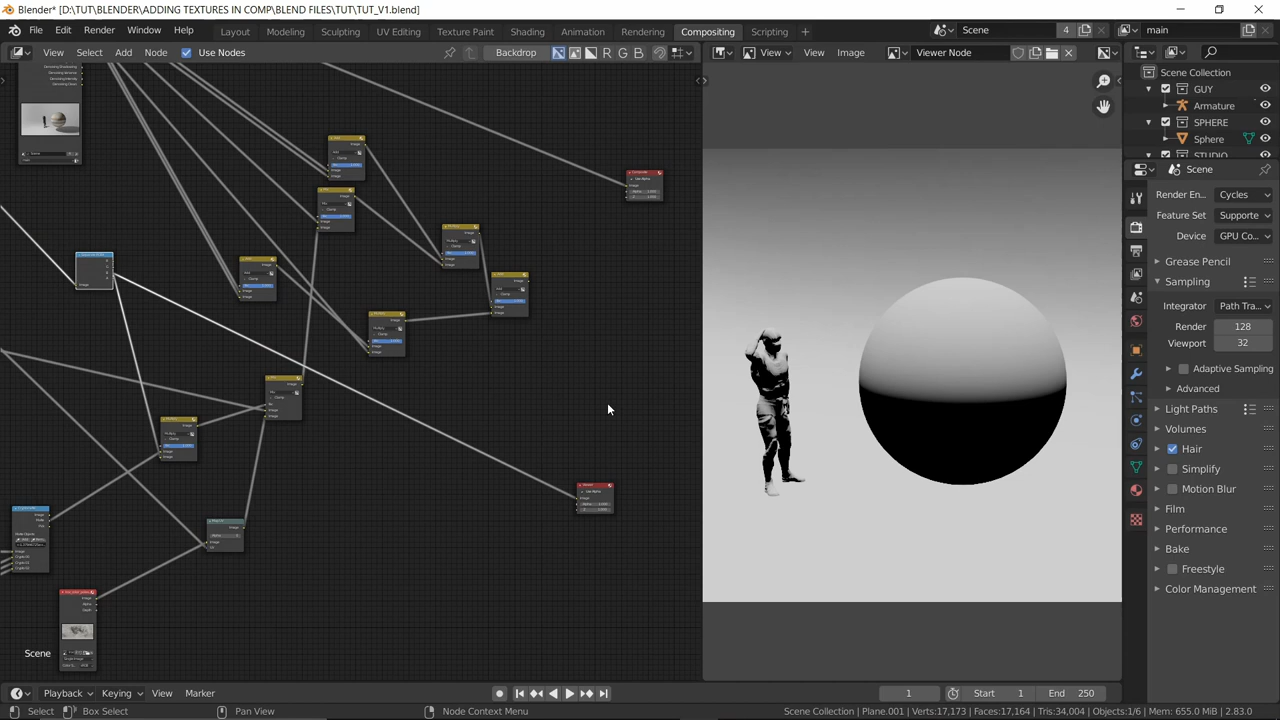 Blender* [D:\TUT\BLENDER\ADDING TEXTURES IN COMP\BLEND FILES\TUT\TUT_V1.blend]
File Edit Render Window Help Layout Modeling Sculpting UV Editing Texture Paint Shading Animation Rendering Compositing Scripting + Scene 4 main
View Select Add Node Use Nodes Backdrop R G B View View Image Viewer Node
Scene Collection
GUY
Armature
SPHERE
Sphere
STUDIO
Scene
Render En... Cycles
Feature Set Supporte
Device GPU Co...
Grease Pencil
Sampling
Integrator Path Tra...
Render 128
Viewport 32
Adaptive Sampling
Advanced
Light Paths
Volumes
Hair
Simplify
Motion Blur
Film
Performance
Bake
Freestyle
Color Management
Scene
Playback Keying View Marker 1 Start 1 End 250
Select Box Select Pan View Node Context Menu Scene Collection | Plane.001 | Verts:17,173 | Faces:17,164 | Tris:34,004 | Objects:1/6 | Mem: 655.0 MiB | 2.83.0